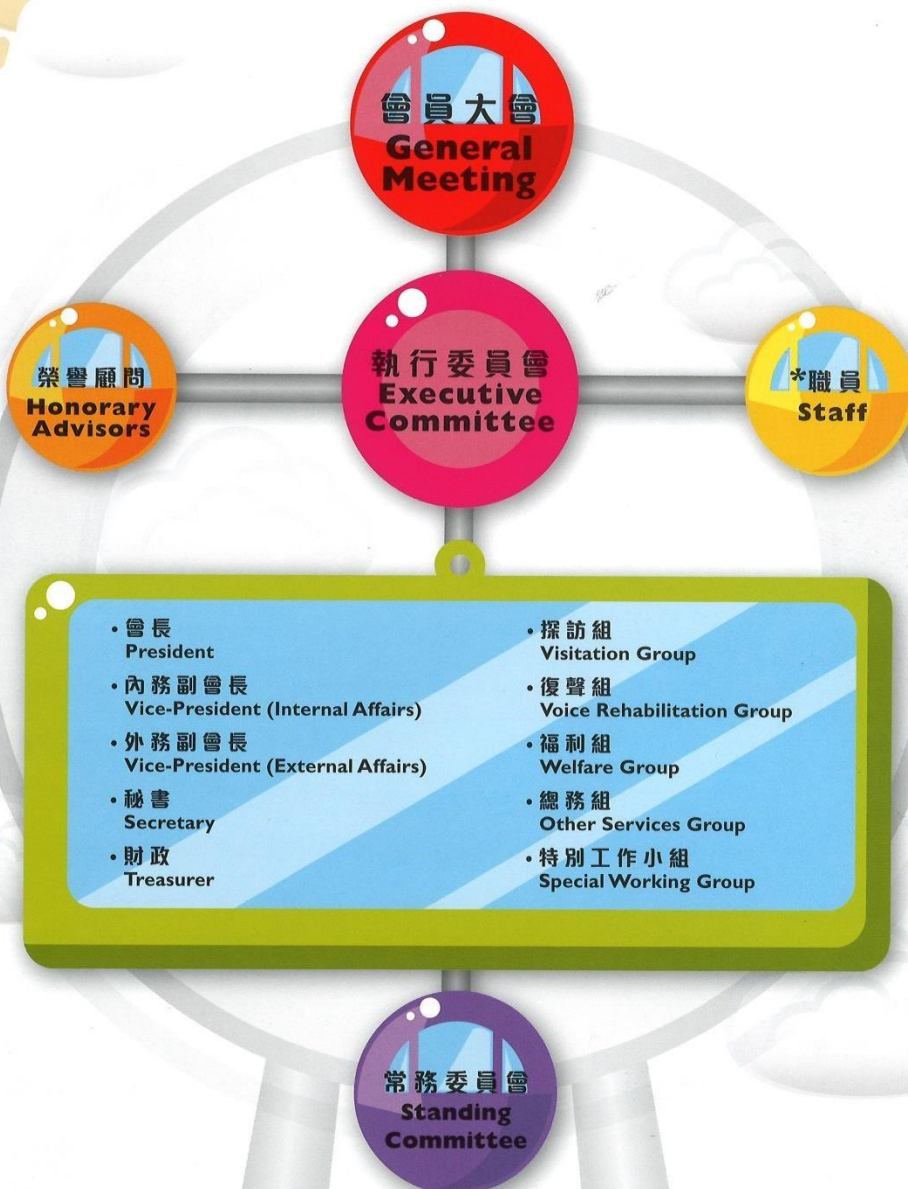 會員大會
General
Meeting
執行委員會
Executive
Committee
榮譽顧問
Honorary
Advisors
*職員
Staff
• 會長
President
• 內務副會長
Vice-President (Internal Affairs)
• 外務副會長
Vice-President (External Affairs)
• 秘書
Secretary
• 財政
Treasurer
• 探訪組
Visitation Group
• 復聲組
Voice Rehabilitation Group
• 福利組
Welfare Group
• 總務組
Other Services Group
• 特別工作小組
Special Working Group
常務委員會
Standing
Committee